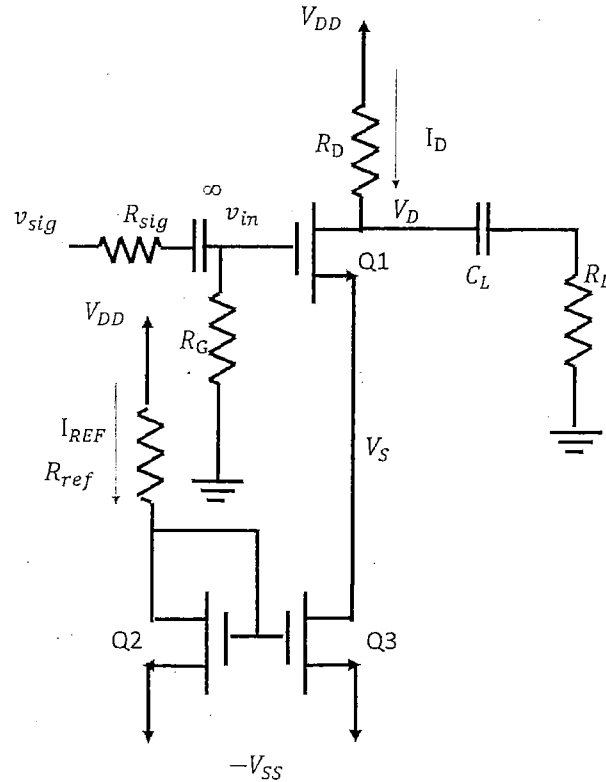 V_DD
R_D
I_D
∞
v_sig
R_sig
v_in
V_D
Q1
C_L
R_L
V_DD
R_G
I_REF
R_ref
V_S
Q2
Q3
−V_SS